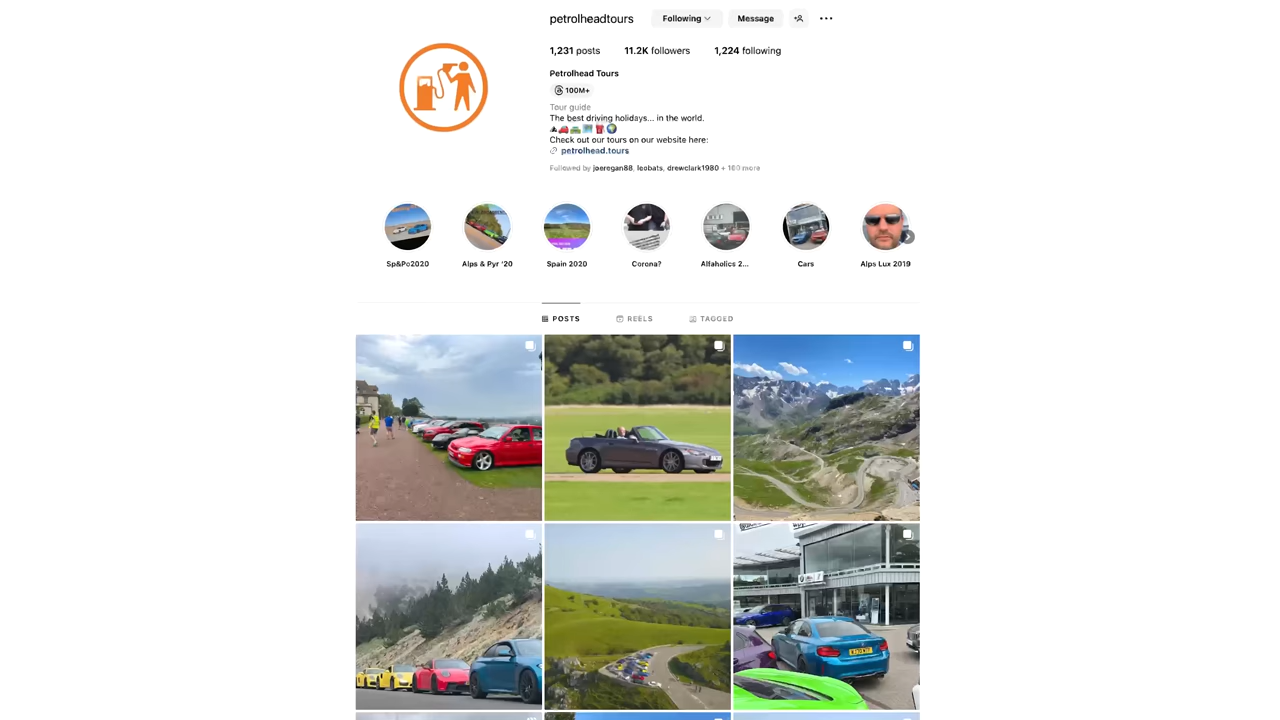 petrolheadtours Following Message
1,231 posts 11.2K followers 1,224 following
Petrolhead Tours
100M+
Tour guide
The best driving holidays... in the world.
Check out our tours on our website here:
petrolhead.tours
Followed by joeregan88, leobats, drewclark1980 + 160 more
Sp&Po2020 Alps & Pyr '20 Spain 2020 Corona? Alfaholics 2... Cars Alps Lux 2019
POSTS REELS TAGGED